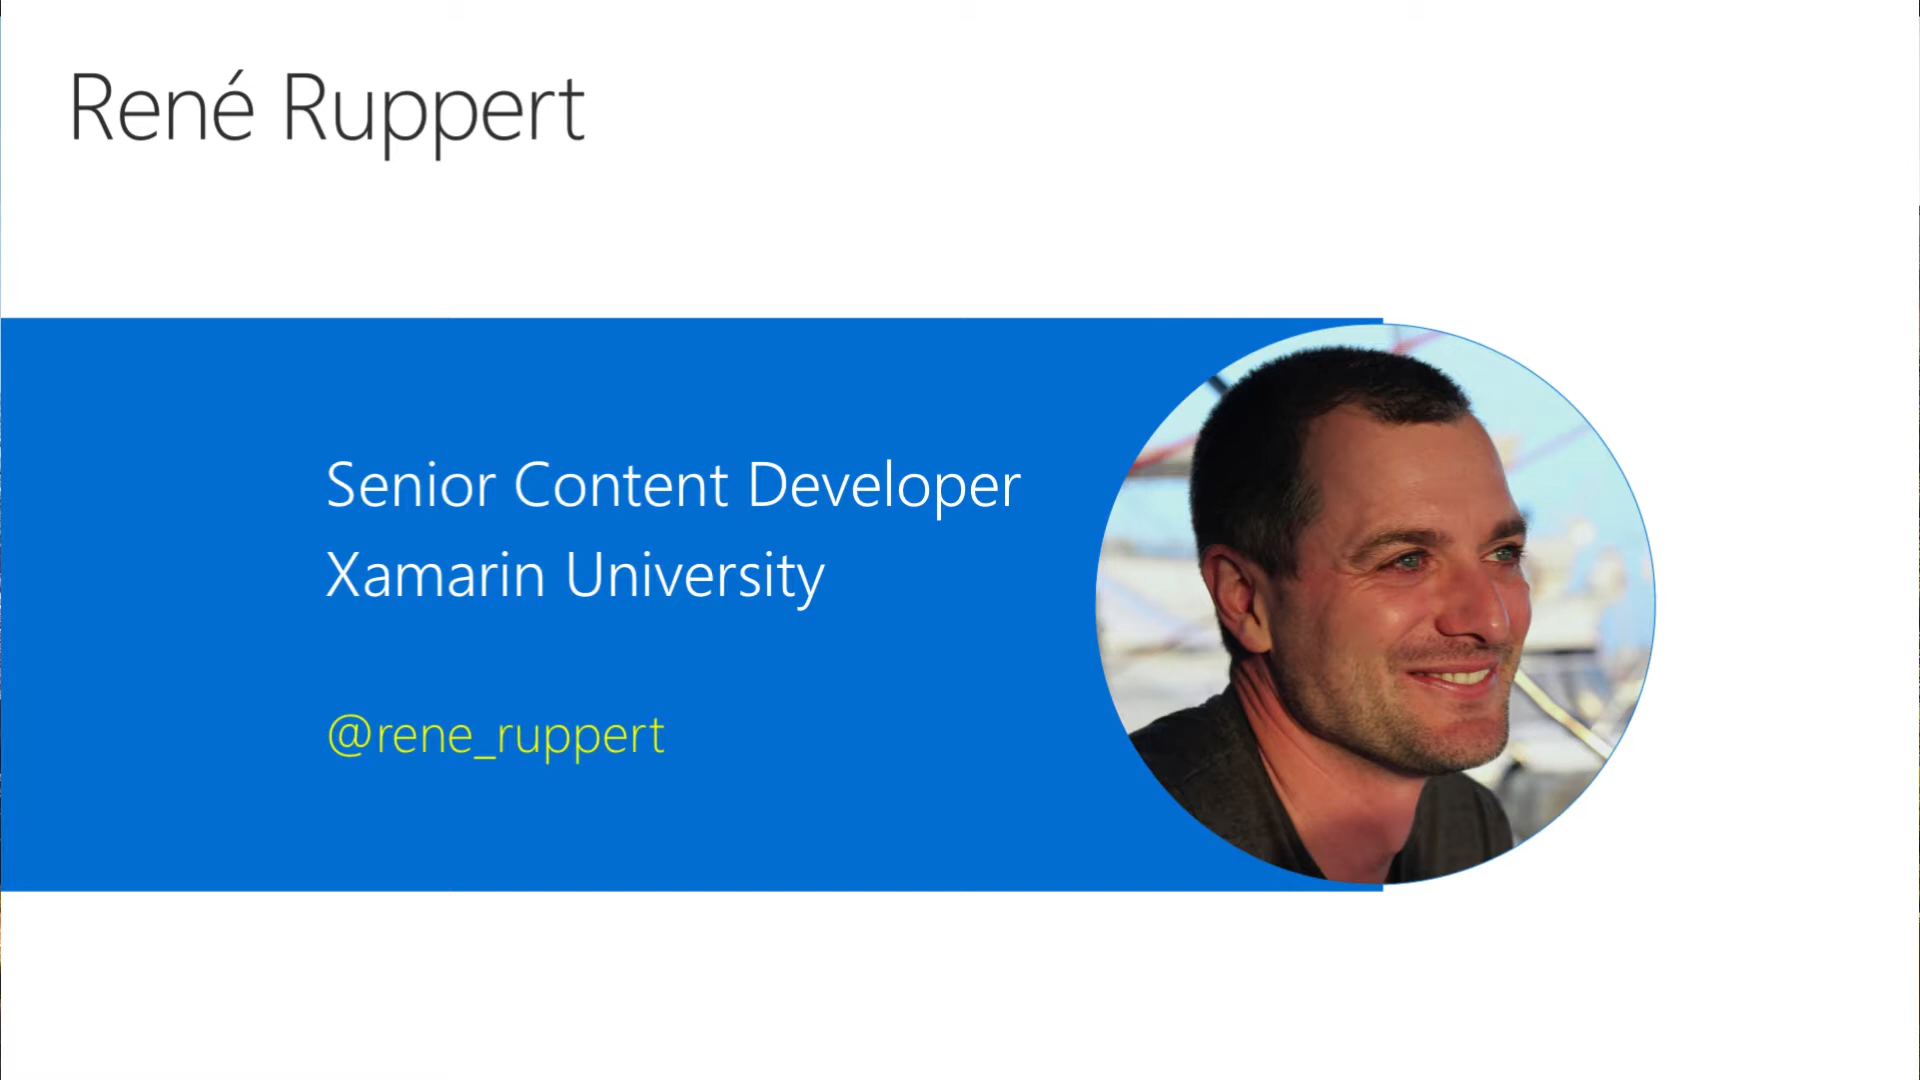 René Ruppert
Senior Content Developer
Xamarin University
@rene_ruppert